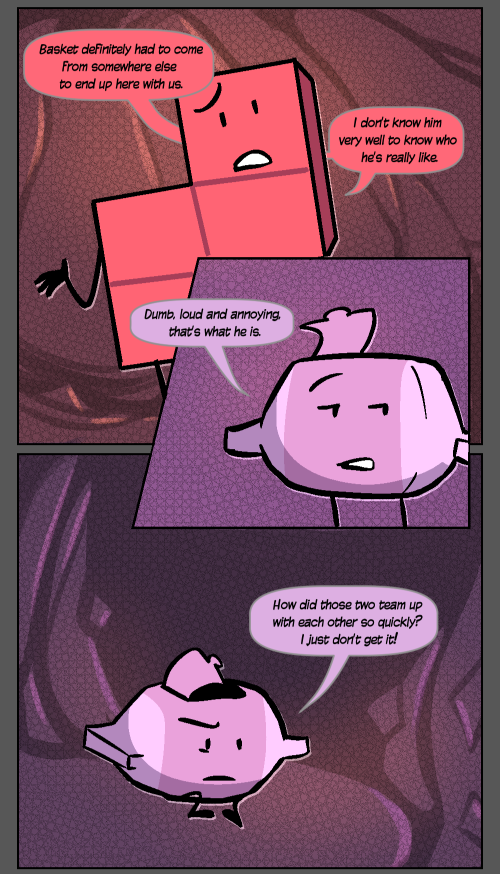 Basket definitely had to come
from somewhere else
to end up here with us.
I don't know him
very well to know who
he's really like.
Dumb, loud and annoying,
that's what he is.
How did those two team up
with each other so quickly?
I just don't get it!